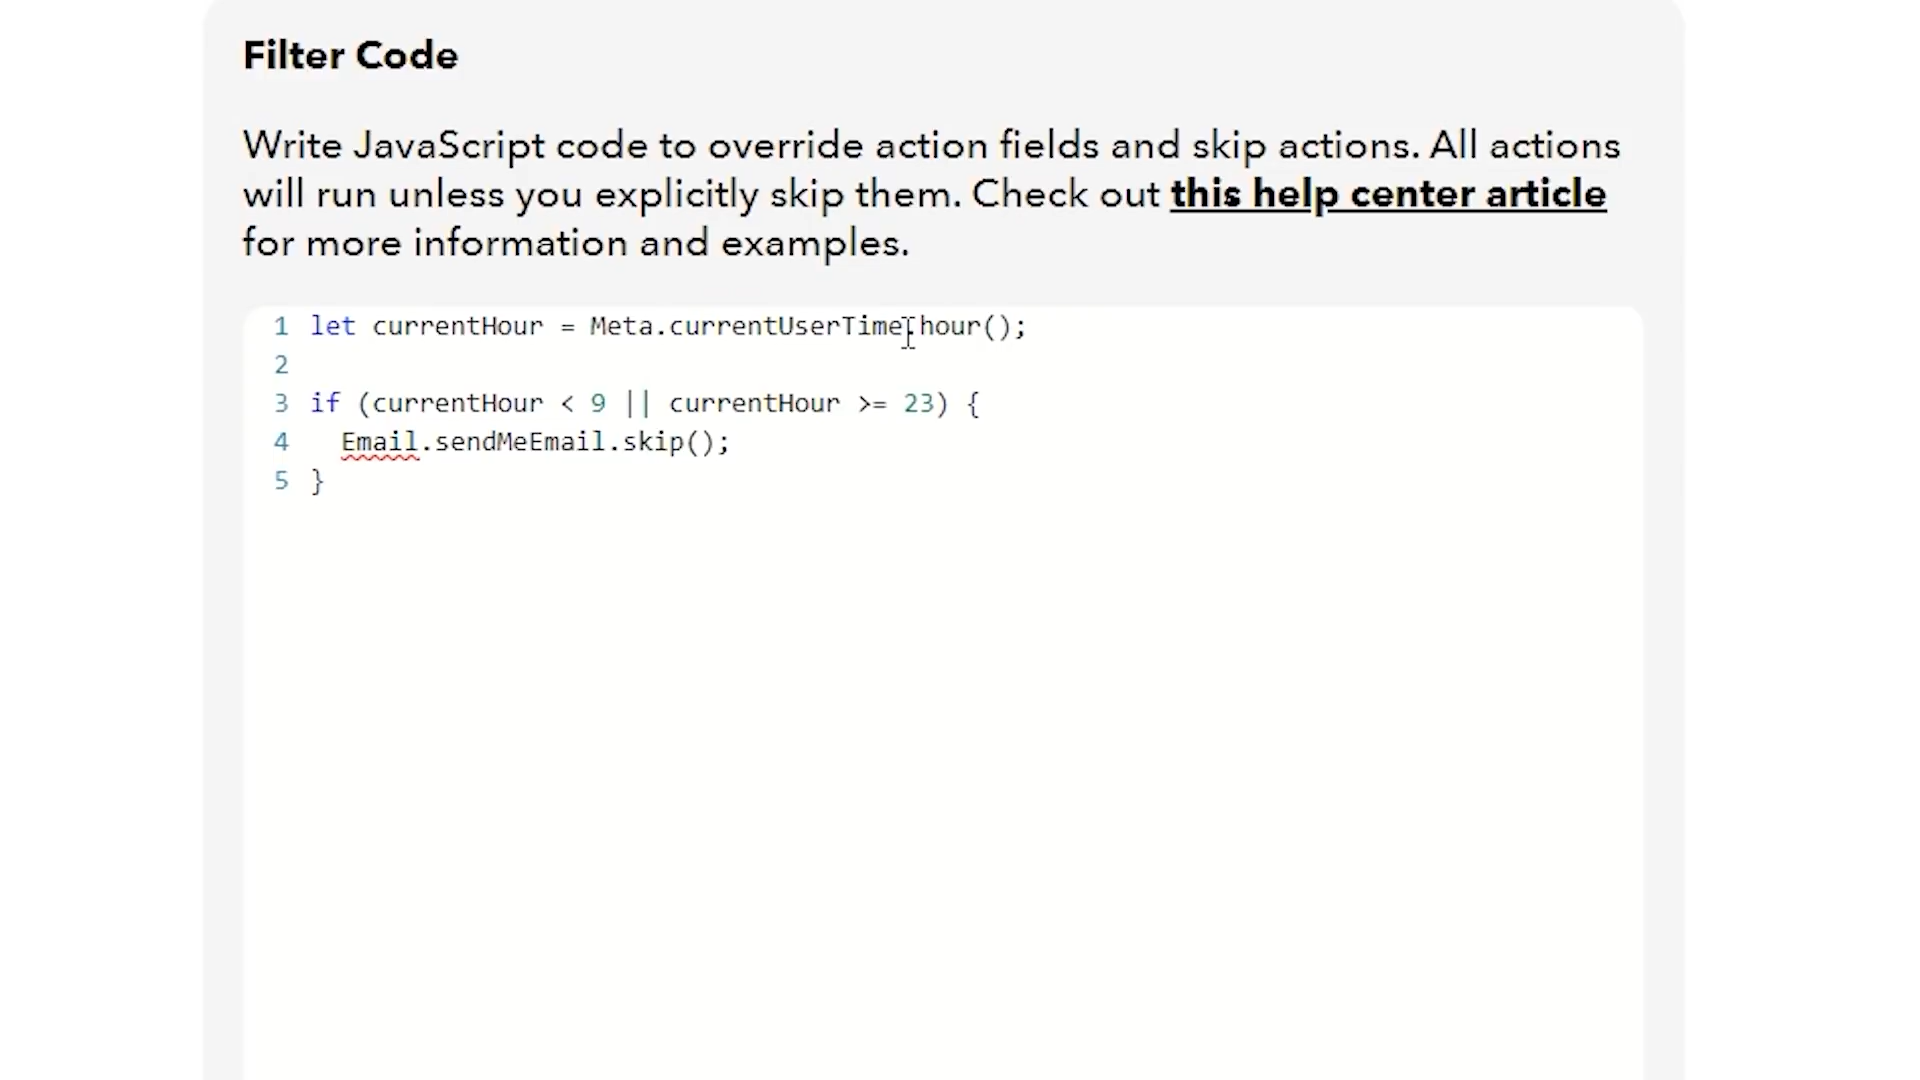 Filter Code
Write JavaScript code to override action fields and skip actions. All actions
will run unless you explicitly skip them. Check out this help center article
for more information and examples.
1 let currentHour = Meta.currentUserTime.hour();
2
3 if (currentHour < 9 || currentHour >= 23) {
4   Email.sendMeEmail.skip();
5 }